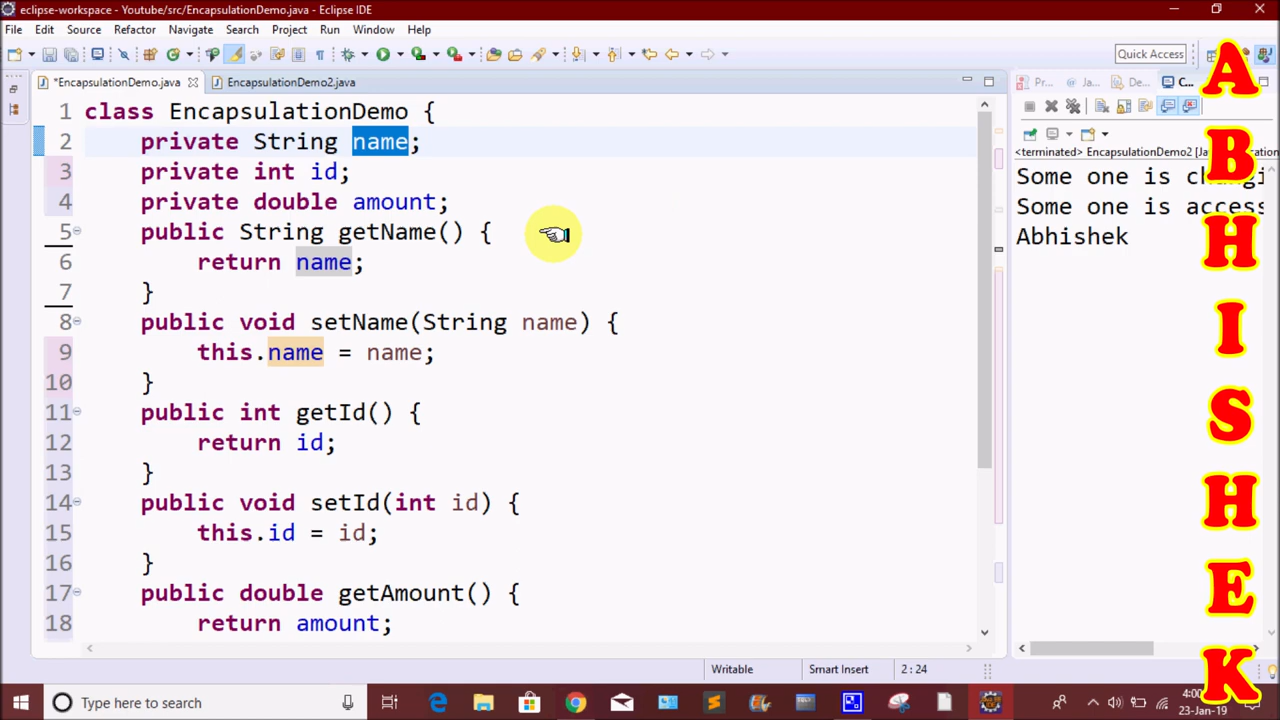 eclipse-workspace - Youtube/src/EncapsulationDemo.java - Eclipse IDE
File Edit Source Refactor Navigate Search Project Run Window Help
Quick Access
*EncapsulationDemo.java
EncapsulationDemo2.java
Pr...
Ja...
De...
C...
1 class EncapsulationDemo {
2 private String name;
3 private int id;
4 private double amount;
5 public String getName() {
6 return name;
7 }
8 public void setName(String name) {
9 this.name = name;
10 }
11 public int getId() {
12 return id;
13 }
14 public void setId(int id) {
15 this.id = id;
16 }
17 public double getAmount() {
18 return amount;
<terminated> EncapsulationDemo2 [Ja
Some one is
Some one is
Abhishek
A
B
H
I
S
H
E
K
Writable
Smart Insert
2 : 24
Type here to search
23-Jan-19